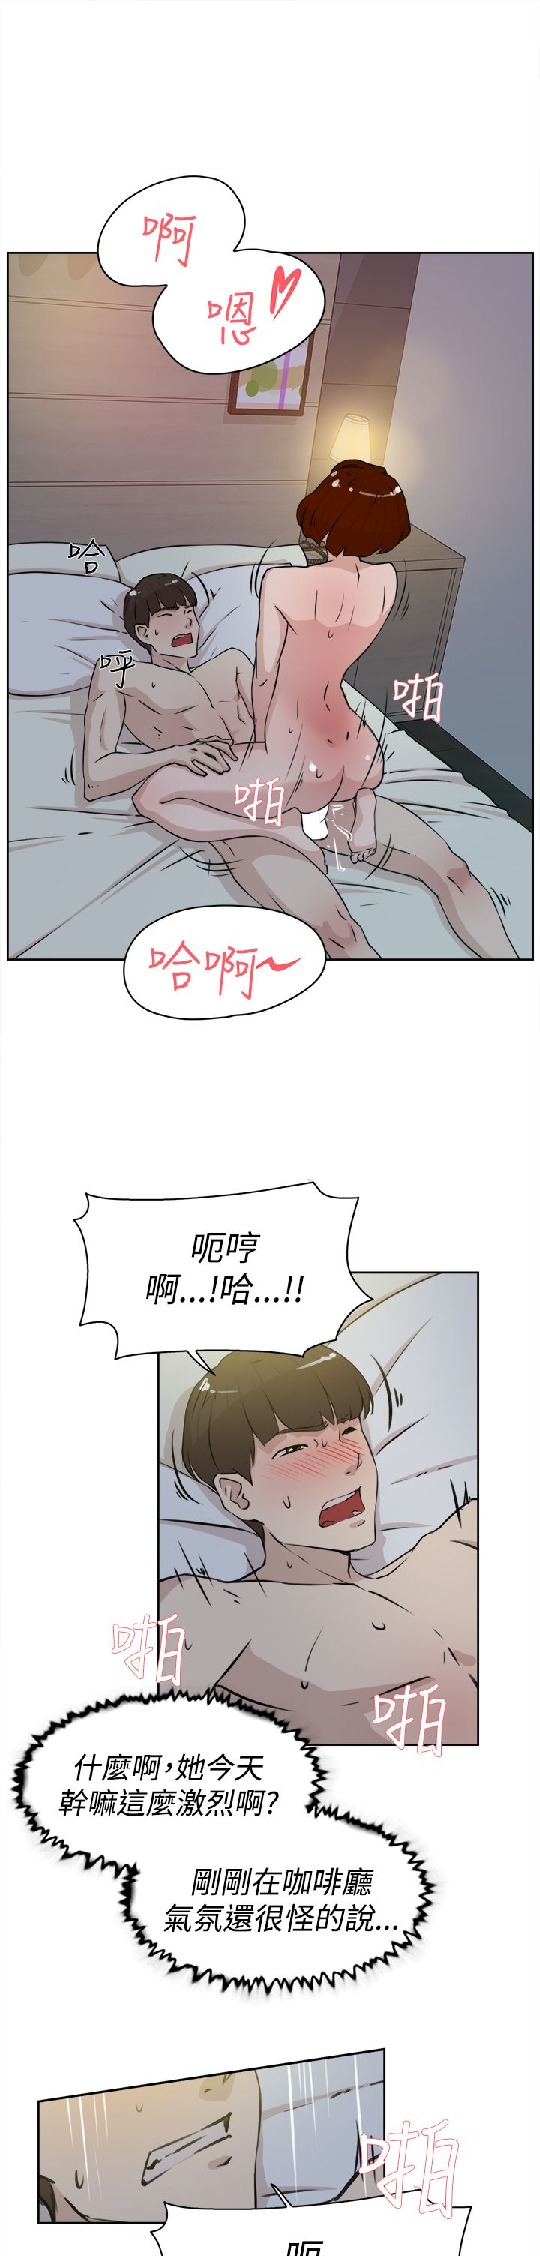 啊
嗯
哈
呼
啪
啪
哈啊~
呃哼
啊...!哈...!!
啪
啪
什麼啊,她今天
幹嘛這麼激烈啊?
剛剛在咖啡廳
氣氛還很怪的說...
啪
呃